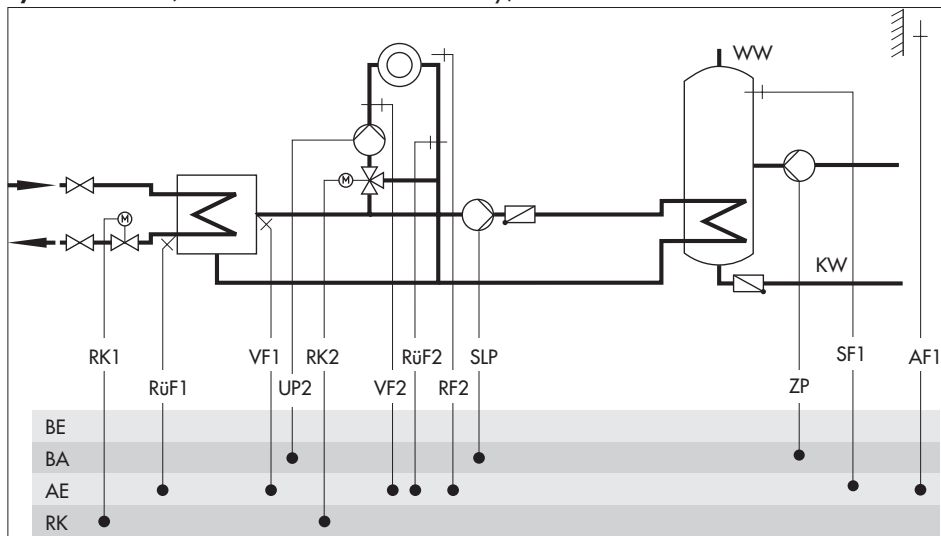 WW
M
M
KW
RK1 VF1 RK2 RüF2 SLP SF1 AF1
RüF1 UP2 VF2 RF2 ZP
BE
BA
AE
RK